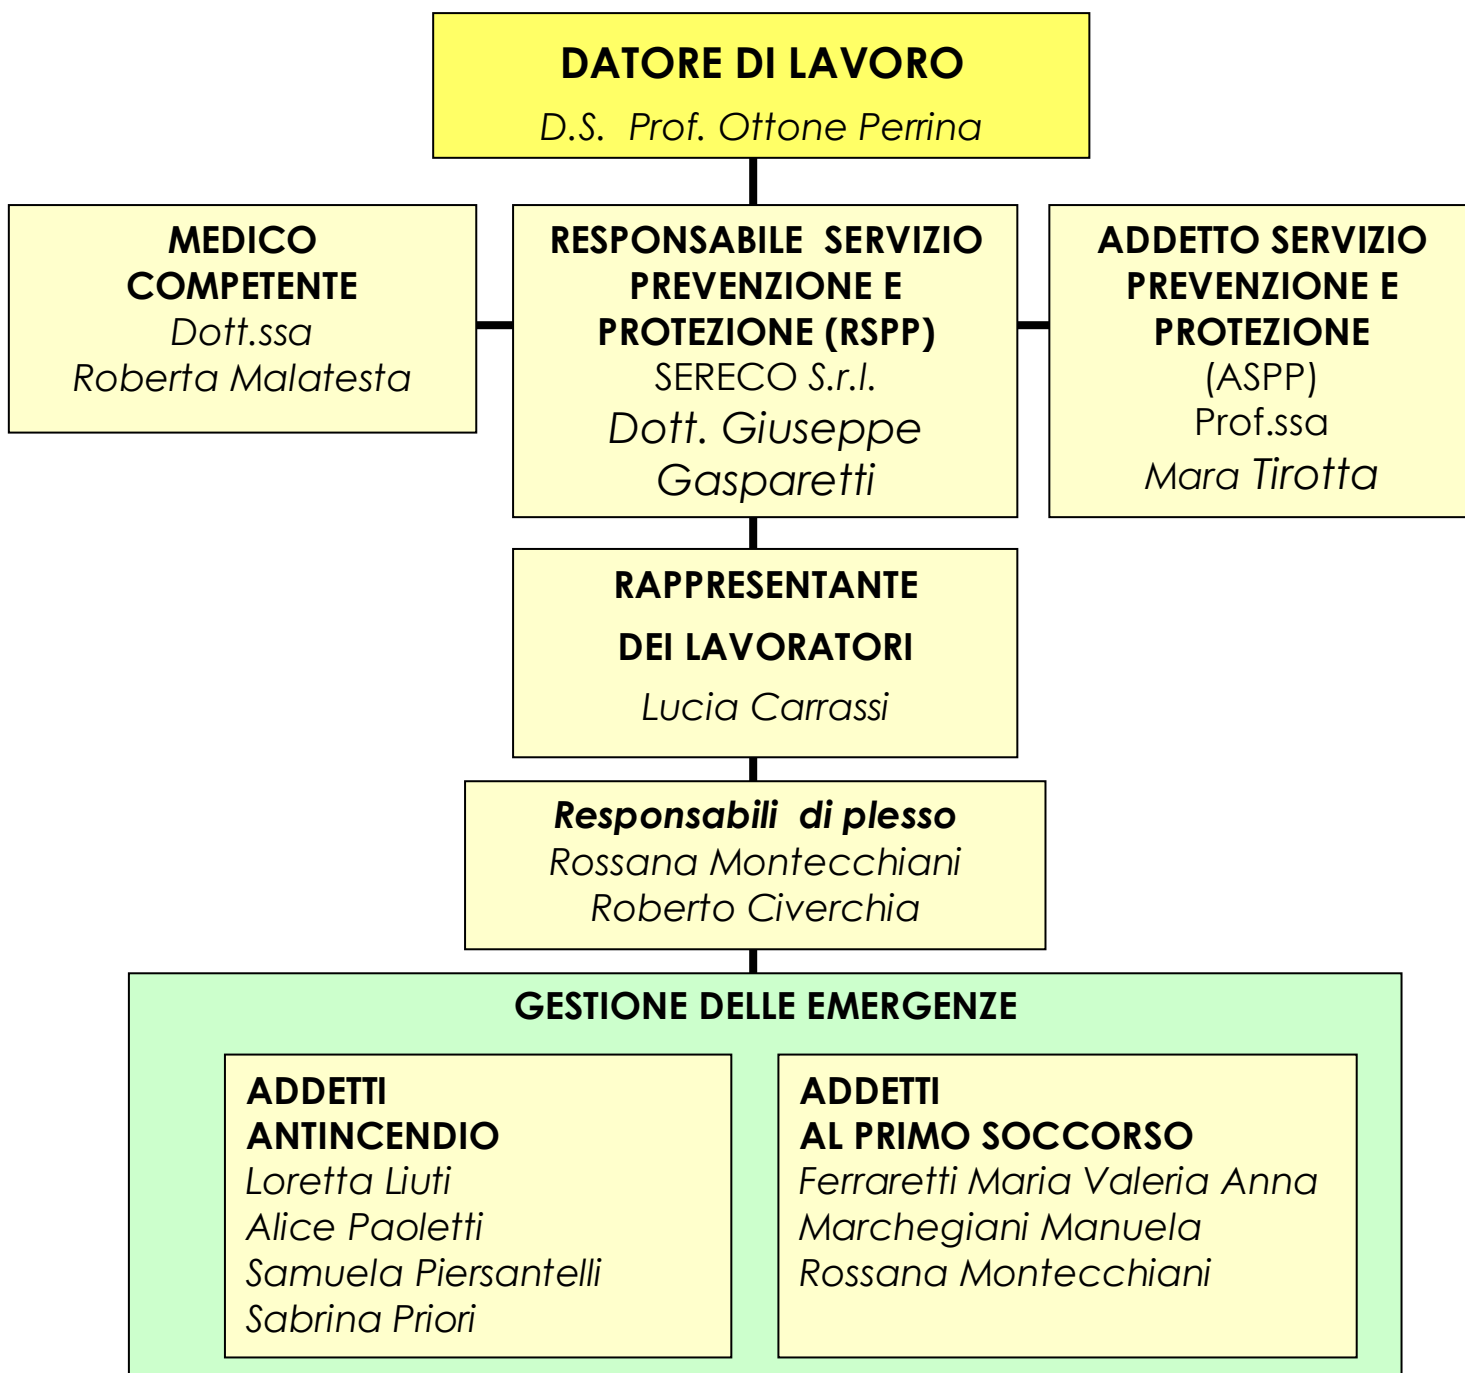 DATORE DI LAVORO
D.S. Prof. Ottone Perrina
MEDICO
COMPETENTE
Dott.ssa
Roberta Malatesta
RESPONSABILE SERVIZIO
PREVENZIONE E
PROTEZIONE (RSPP)
SERECO S.r.l.
Dott. Giuseppe
Gasparetti
ADDETTO SERVIZIO
PREVENZIONE E
PROTEZIONE
(ASPP)
Prof.ssa
Mara Tirotta
RAPPRESENTANTE
DEI LAVORATORI
Lucia Carrassi
Responsabili di plesso
Rossana Montecchiani
Roberto Civerchia
GESTIONE DELLE EMERGENZE
ADDETTI
ANTINCENDIO
Loretta Liuti
Alice Paoletti
Samuela Piersantelli
Sabrina Priori
ADDETTI
AL PRIMO SOCCORSO
Ferraretti Maria Valeria Anna
Marchegiani Manuela
Rossana Montecchiani